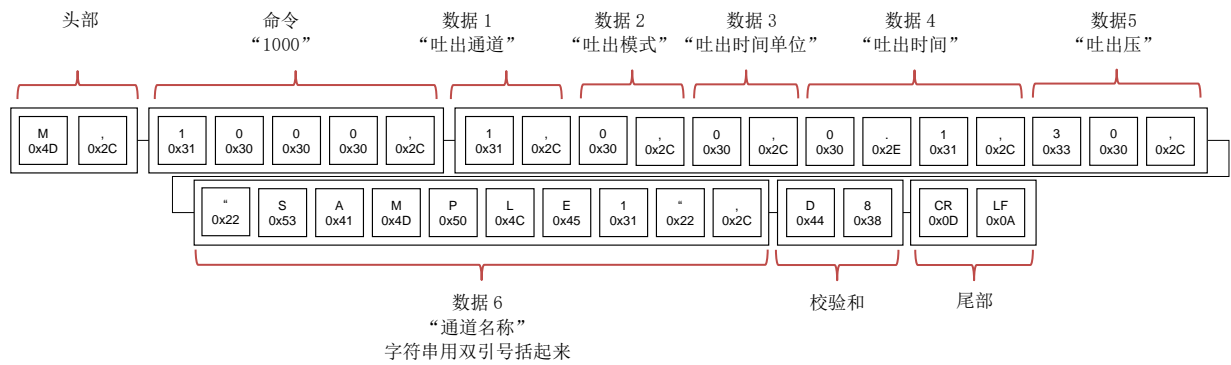 头部 命令 数据 1 数据 2 数据 3 数据 4 数据5
“1000” “吐出通道” “吐出模式” “吐出时间单位” “吐出时间” “吐出压”
M , 1 0 0 0 , 1 , 0 , 0 , 0 . 1 , 3 0 ,
0x4D 0x2C 0x31 0x30 0x30 0x30 0x2C 0x31 0x2C 0x30 0x2C 0x30 0x2C 0x30 0x2E 0x31 0x2C 0x33 0x30 0x2C
“ S A M P L E 1 “ , D 8 CR LF
0x22 0x53 0x41 0x4D 0x50 0x4C 0x45 0x31 0x22 0x2C 0x44 0x38 0x0D 0x0A
数据 6 校验和 尾部
“通道名称”
字符串用双引号括起来